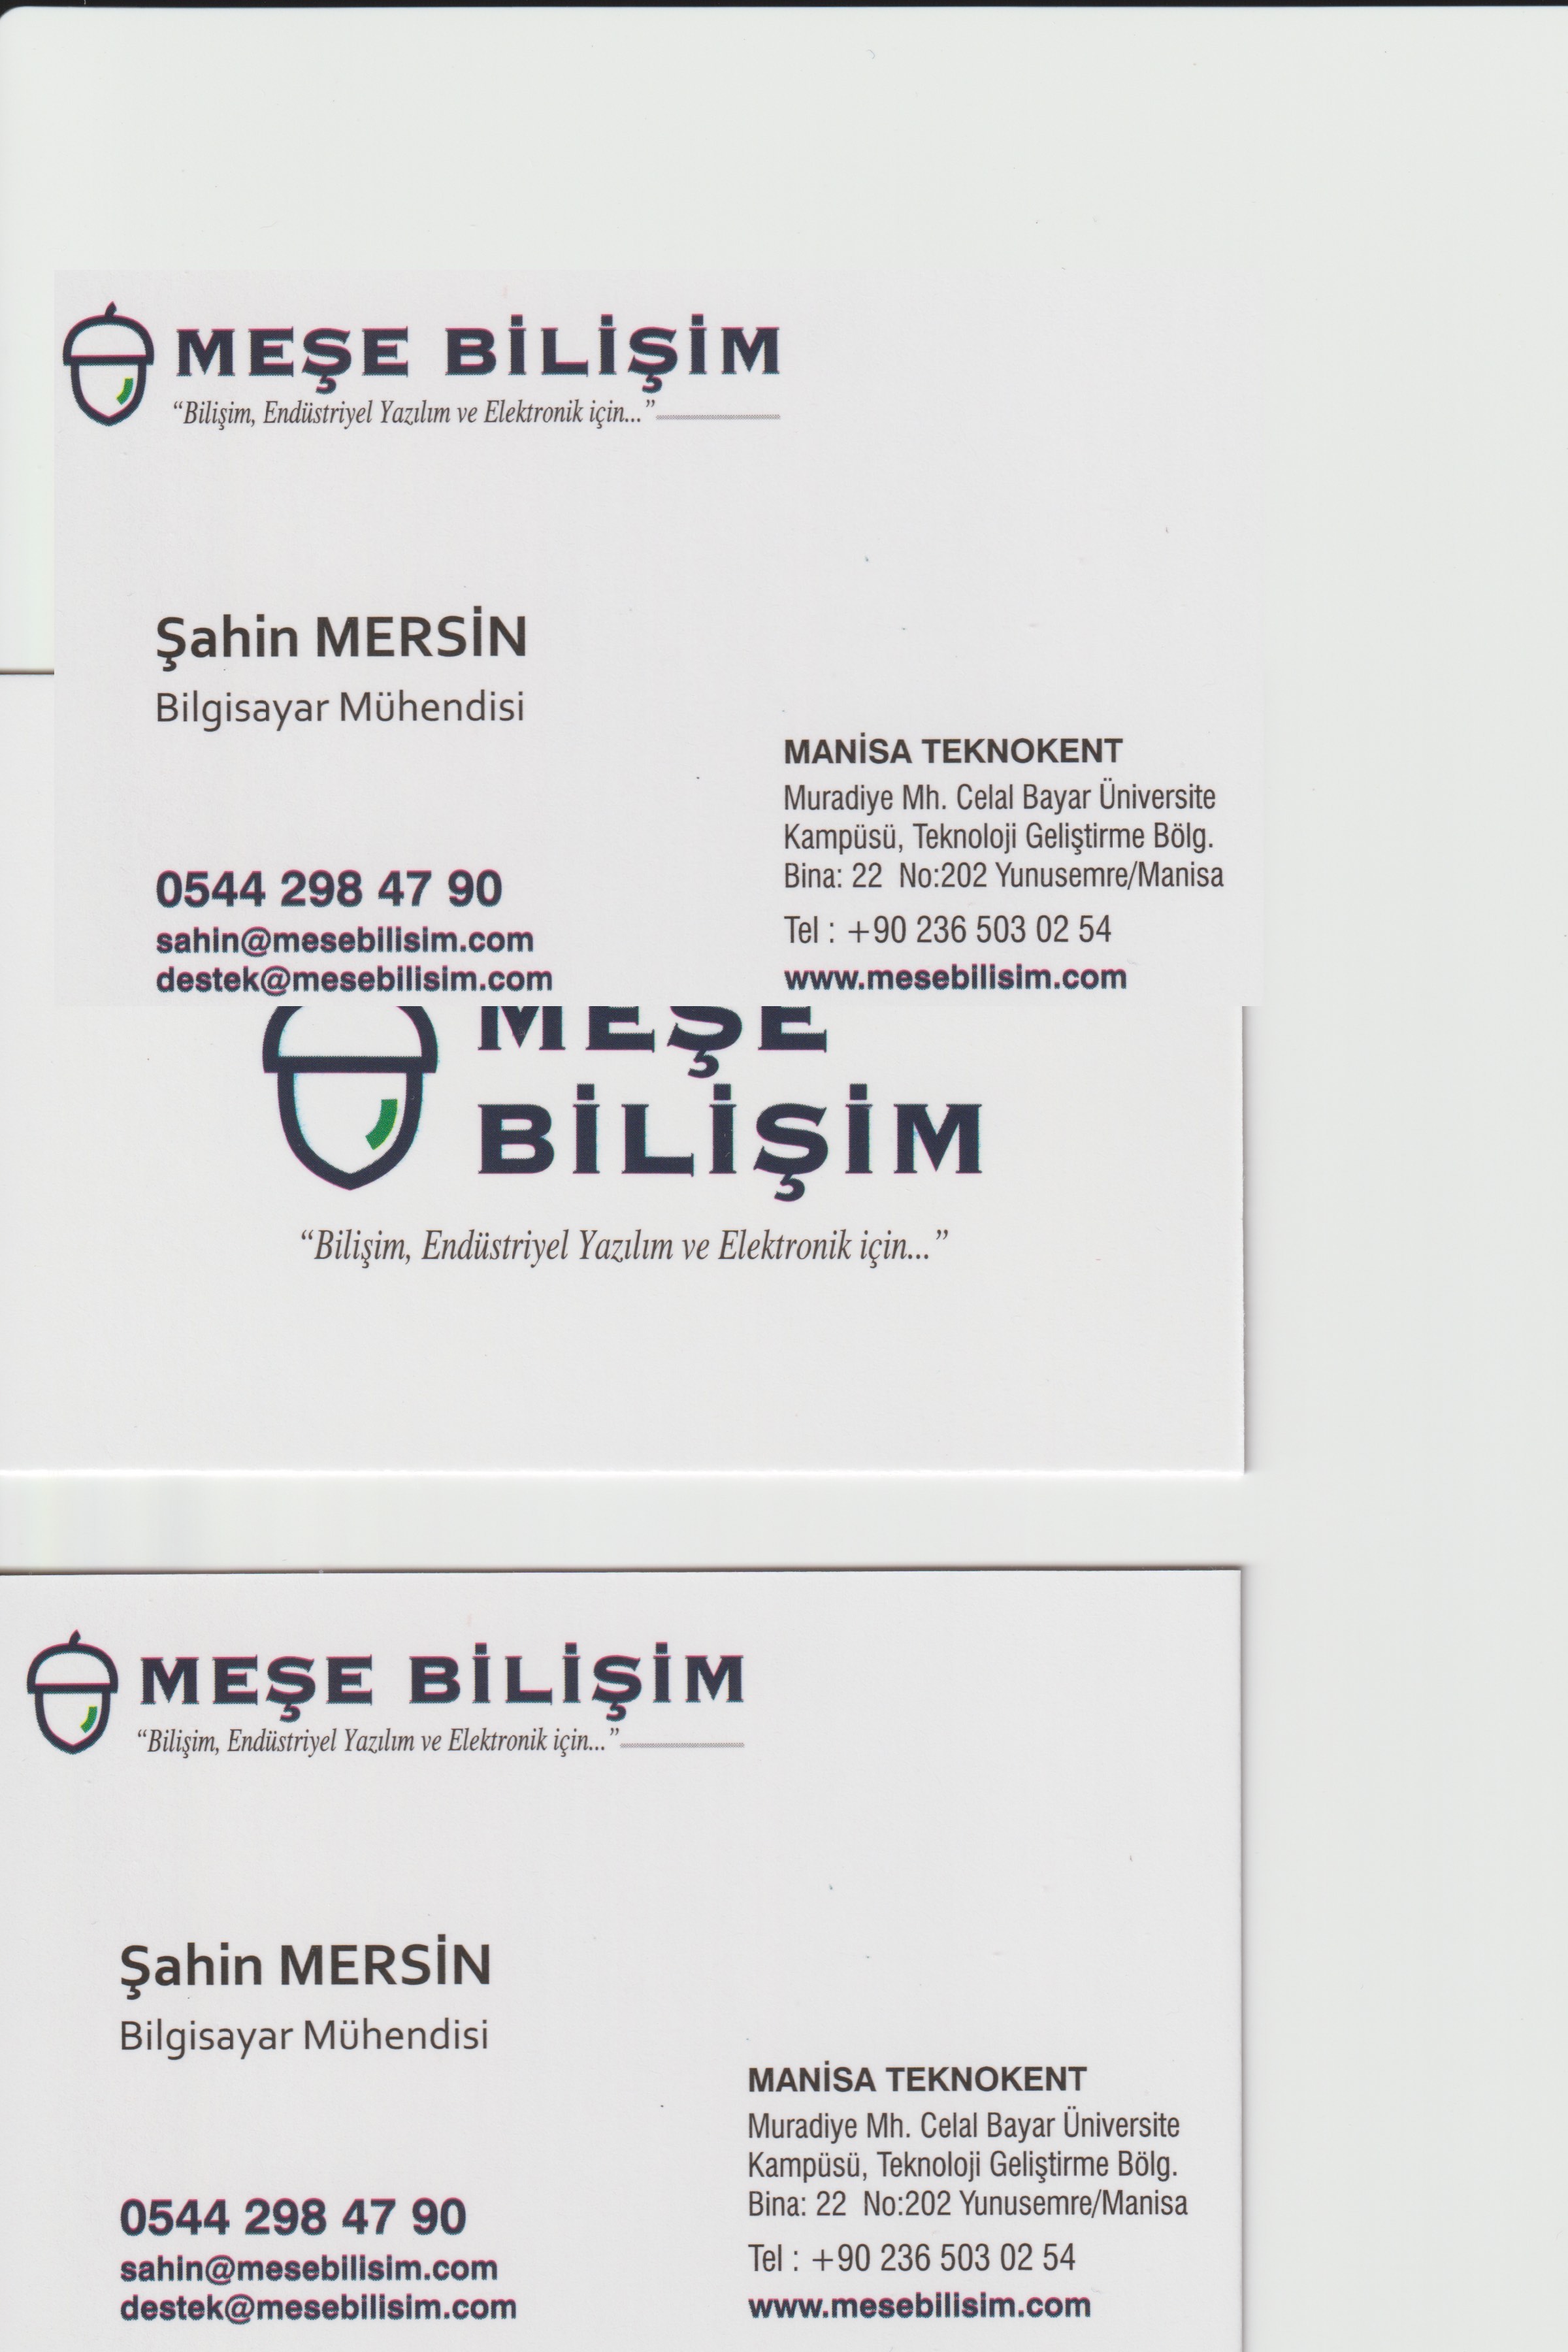 MEŞE BİLİŞİM
“Bilişim, Endüstriyel Yazılım ve Elektronik için...”
Şahin MERSİN
Bilgisayar Mühendisi
0544 298 47 90
sahin@mesebilisim.com
destek@mesebilisim.com
MANİSA TEKNOKENT
Muradiye Mh. Celal Bayar Üniversite
Kampüsü, Teknoloji Geliştirme Bölg.
Bina: 22 No:202 Yunusemre/Manisa
Tel : +90 236 503 02 54
www.mesebilisim.com
MEŞE
BİLİŞİM
“Bilişim, Endüstriyel Yazılım ve Elektronik için...”
MEŞE BİLİŞİM
“Bilişim, Endüstriyel Yazılım ve Elektronik için...”
Şahin MERSİN
Bilgisayar Mühendisi
0544 298 47 90
sahin@mesebilisim.com
destek@mesebilisim.com
MANİSA TEKNOKENT
Muradiye Mh. Celal Bayar Üniversite
Kampüsü, Teknoloji Geliştirme Bölg.
Bina: 22 No:202 Yunusemre/Manisa
Tel : +90 236 503 02 54
www.mesebilisim.com